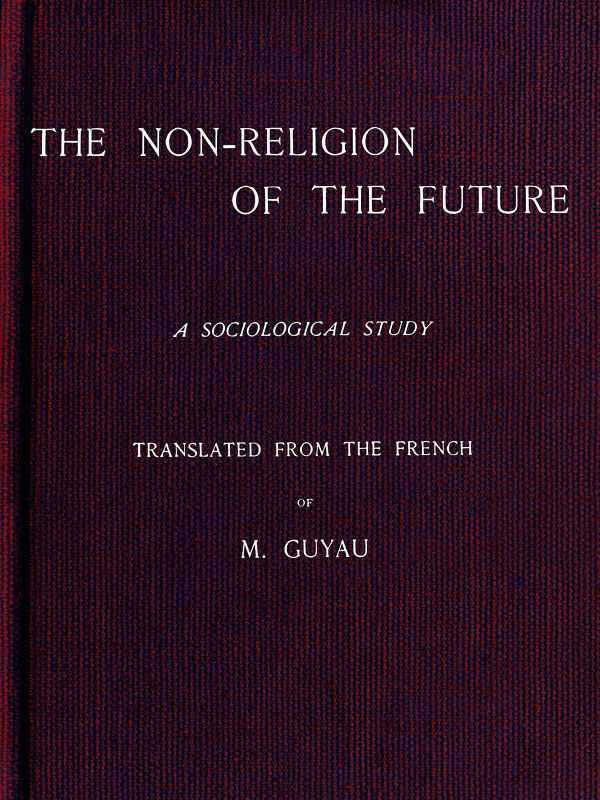 THE NON-RELIGION
OF THE FUTURE
A SOCIOLOGICAL STUDY
TRANSLATED FROM THE FRENCH
OF
M. GUYAU